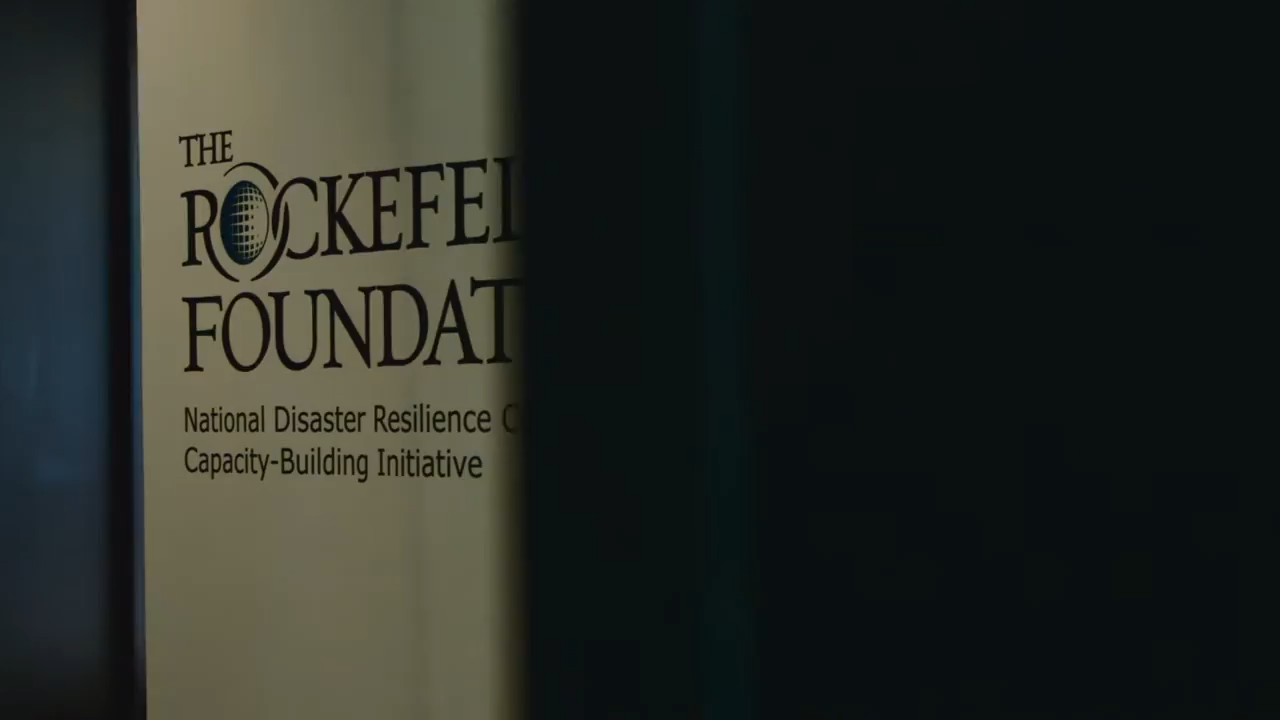 THE
ROCKEFEL
FOUNDAT
National Disaster Resilience C
Capacity-Building Initiative